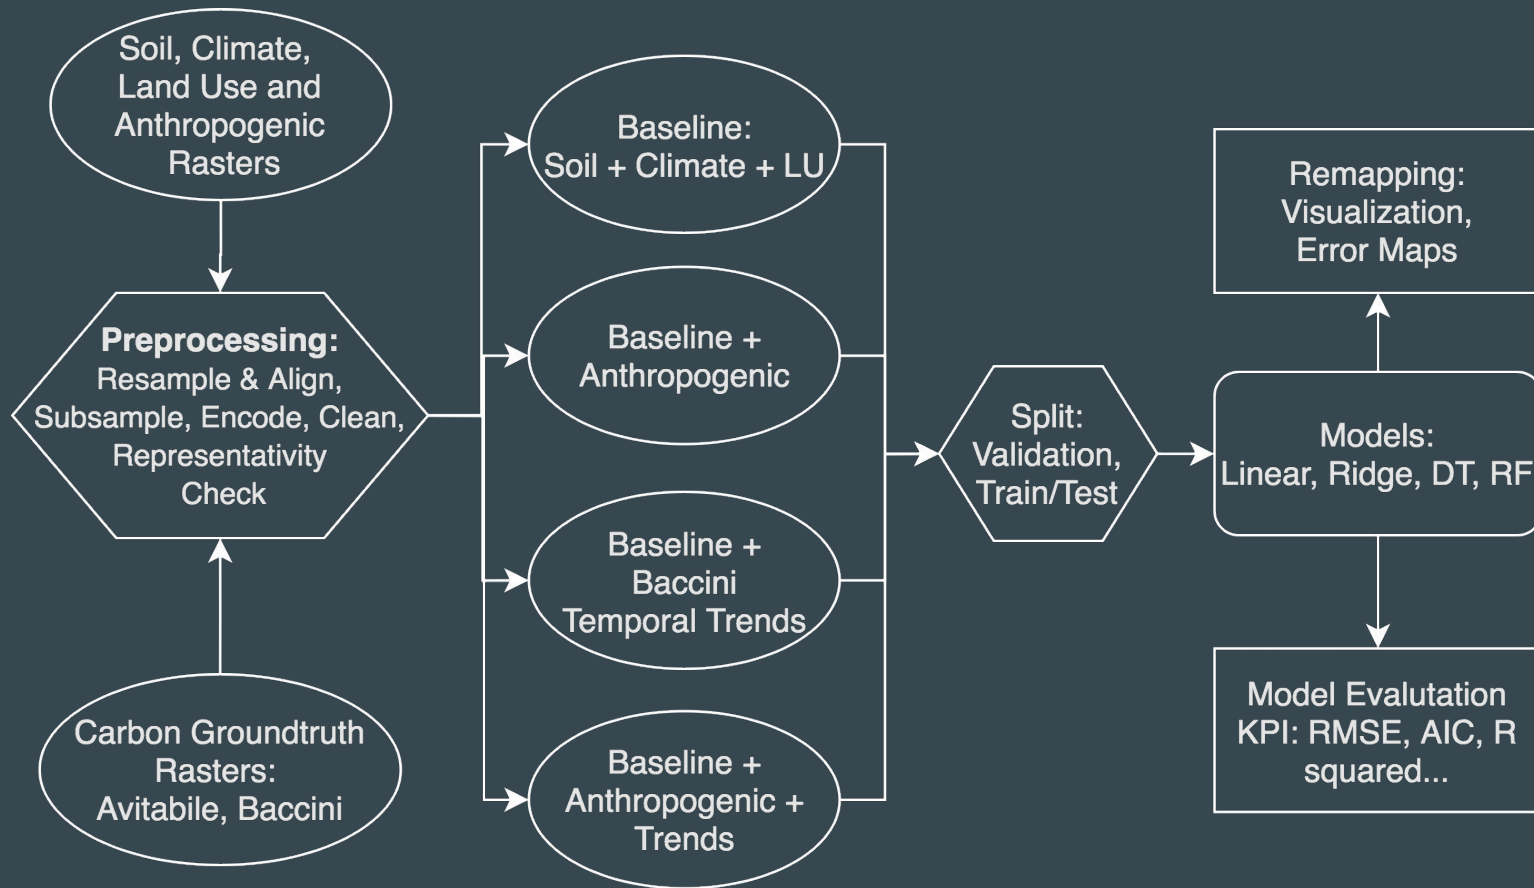 Soil, Climate,
Land Use and
Anthropogenic
Rasters
Preprocessing:
Resample & Align,
Subsample, Encode, Clean,
Representativity
Check
Carbon Groundtruth
Rasters:
Avitabile, Baccini
Baseline:
Soil + Climate + LU
Baseline +
Anthropogenic
Baseline +
Baccini
Temporal Trends
Baseline +
Anthropogenic +
Trends
Split:
Validation,
Train/Test
Remapping:
Visualization,
Error Maps
Models:
Linear, Ridge, DT, RF
Model Evalutation
KPI: RMSE, AIC, R
squared...